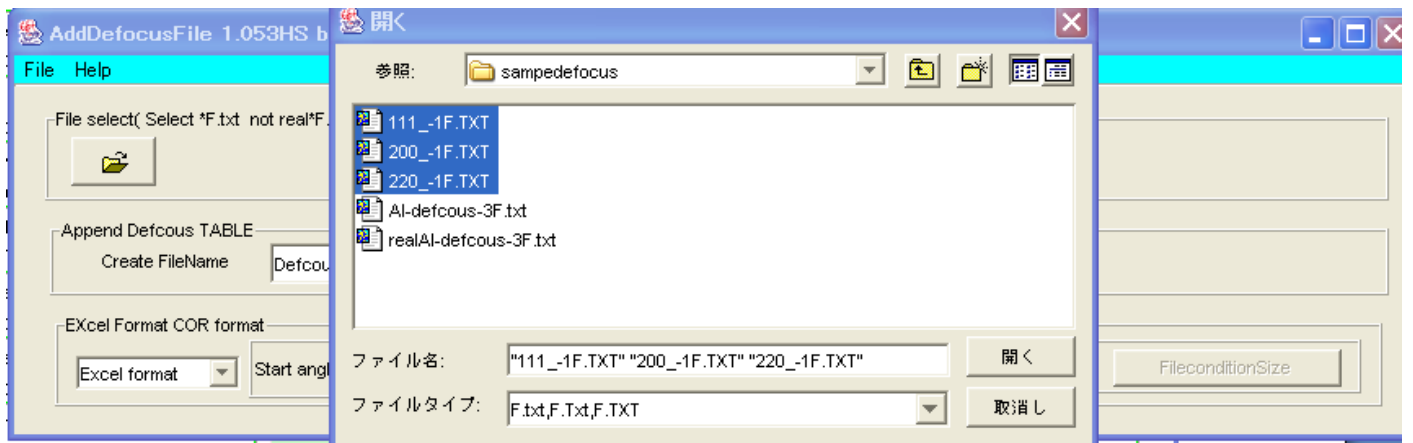 AddDefocusFile 1.053HS b
File Help
File select( Select *F.txt not real*F.
Append Defcous TABLE
Create FileName
Defcou
EXcel Format COR format
Excel format
Start angl
FileconditionSize
開く
参照:
sampedefocus
111_-1F.TXT
200_-1F.TXT
220_-1F.TXT
Al-defcous-3F.txt
realAl-defcous-3F.txt
ファイル名:
"111_-1F.TXT" "200_-1F.TXT" "220_-1F.TXT"
開く
ファイルタイプ:
F.txt,F.Txt,F.TXT
取消し